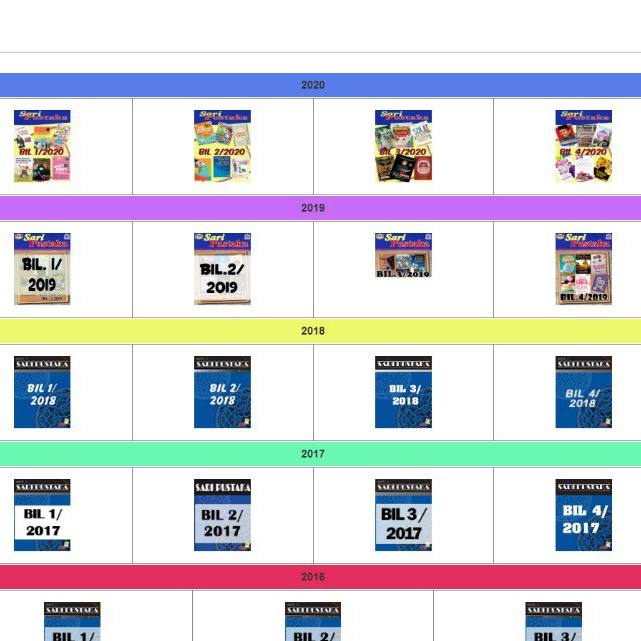 2020
Sari Pustaka
BIL 1/2020
Sari Pustaka
BIL 2/2020
Sari Pustaka
BIL 3/2020
Sari Pustaka
BIL 4/2020
2019
Sari
Pustaka
BIL. 1/
2019
Sari
Pustaka
BIL.2/
2019
BIL.3/2019
Sari
Pustaka
BIL.4/2019
2018
SARI PUSTAKA
BIL 1/
2018
SARI PUSTAKA
BIL 2/
2018
SARI PUSTAKA
BIL 3/
2018
SARI PUSTAKA
BIL 4/
2018
2017
SARI PUSTAKA
BIL 1/
2017
SARI PUSTAKA
BIL 2/
2017
SARI PUSTAKA
BIL 3/
2017
SARI PUSTAKA
BIL 4/
2017
2016
SARI PUSTAKA
BIL 1/
SARI PUSTAKA
BIL 2/
SARI PUSTAKA
BIL 3/